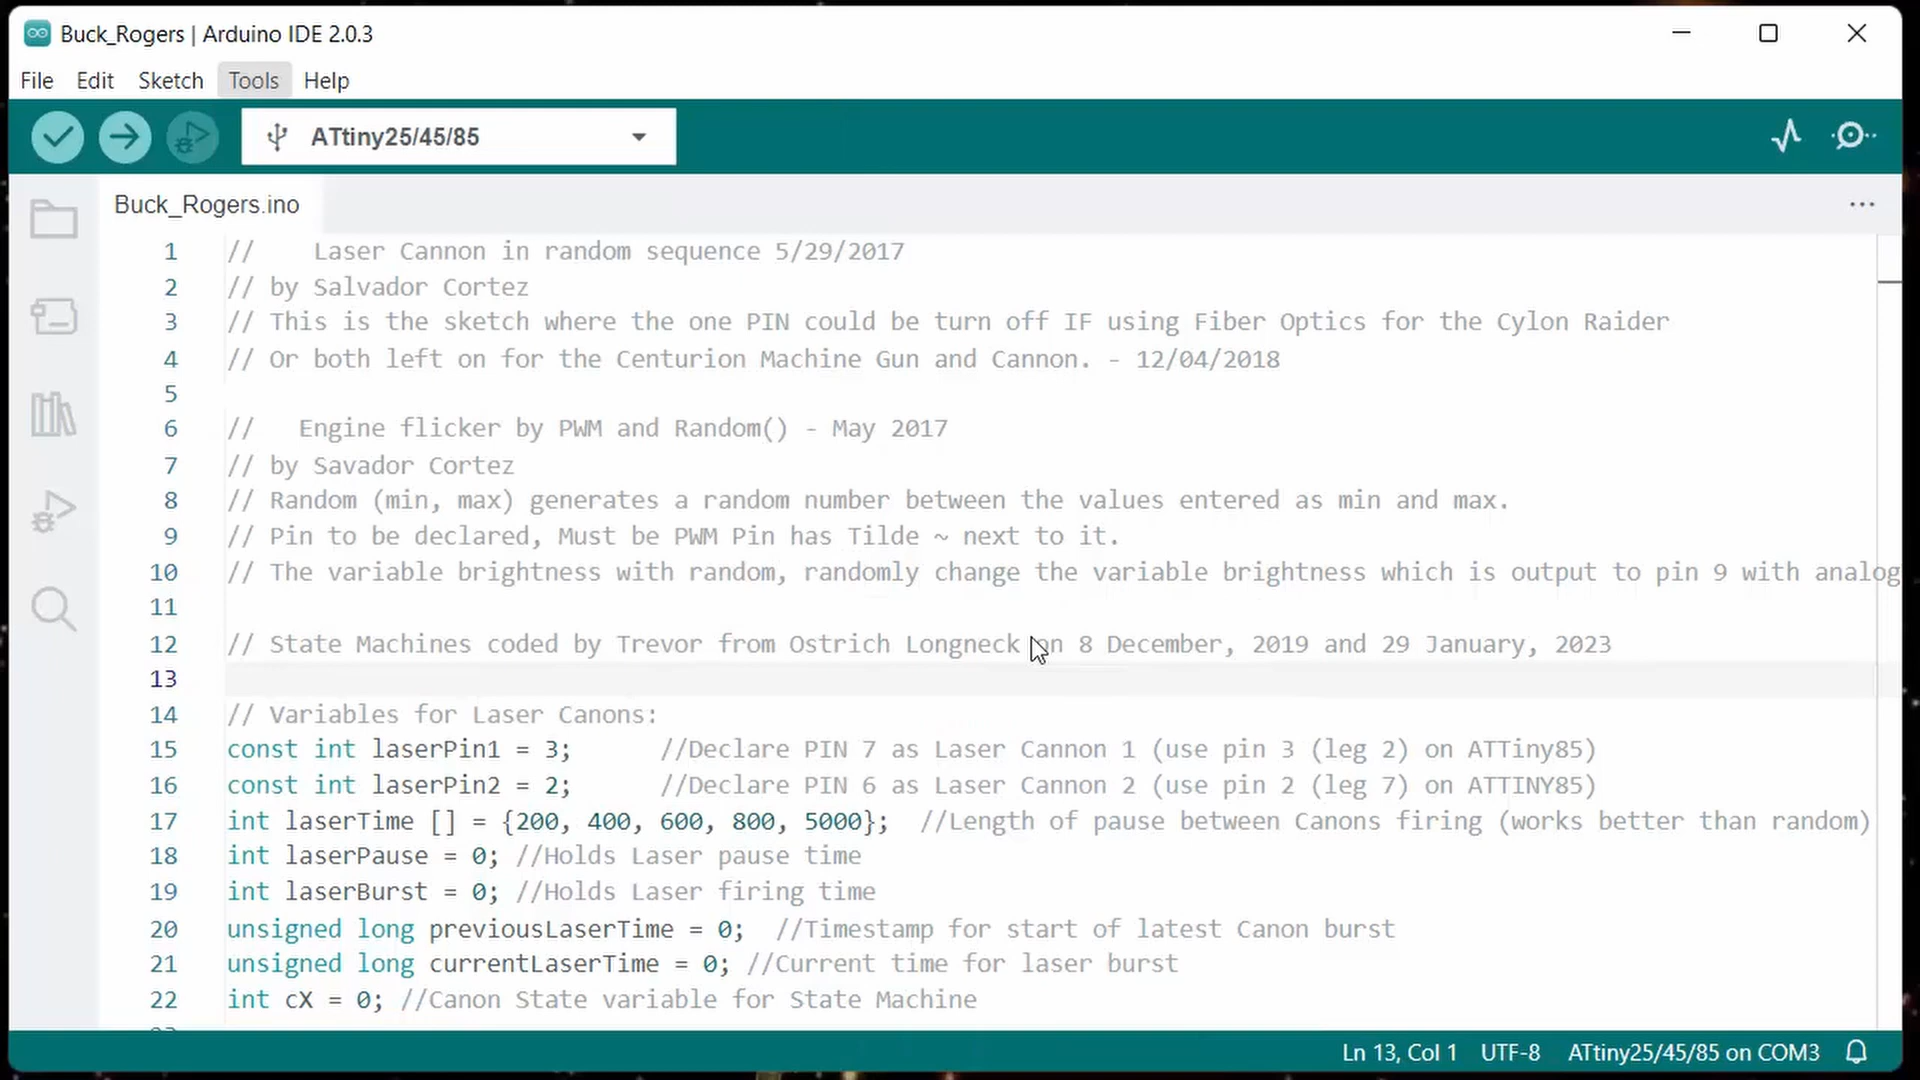 Buck_Rogers | Arduino IDE 2.0.3
File Edit Sketch Tools Help
ATtiny25/45/85
Buck_Rogers.ino
1 //    Laser Cannon in random sequence 5/29/2017
2 // by Salvador Cortez
3 // This is the sketch where the one PIN could be turn off IF using Fiber Optics for the Cylon Raider
4 // Or both left on for the Centurion Machine Gun and Cannon. - 12/04/2018
5
6 //   Engine flicker by PWM and Random() - May 2017
7 // by Savador Cortez
8 // Random (min, max) generates a random number between the values entered as min and max.
9 // Pin to be declared, Must be PWM Pin has Tilde ~ next to it.
10 // The variable brightness with random, randomly change the variable brightness which is output to pin 9 with analog
11
12 // State Machines coded by Trevor from Ostrich Longneck on 8 December, 2019 and 29 January, 2023
13
14 // Variables for Laser Canons:
15 const int laserPin1 = 3;      //Declare PIN 7 as Laser Cannon 1 (use pin 3 (leg 2) on ATTiny85)
16 const int laserPin2 = 2;      //Declare PIN 6 as Laser Cannon 2 (use pin 2 (leg 7) on ATTINY85)
17 int laserTime [] = {200, 400, 600, 800, 5000};  //Length of pause between Canons firing (works better than random)
18 int laserPause = 0; //Holds Laser pause time
19 int laserBurst = 0; //Holds Laser firing time
20 unsigned long previousLaserTime = 0;  //Timestamp for start of latest Canon burst
21 unsigned long currentLaserTime = 0; //Current time for laser burst
22 int cX = 0; //Canon State variable for State Machine
Ln 13, Col 1 UTF-8 ATtiny25/45/85 on COM3